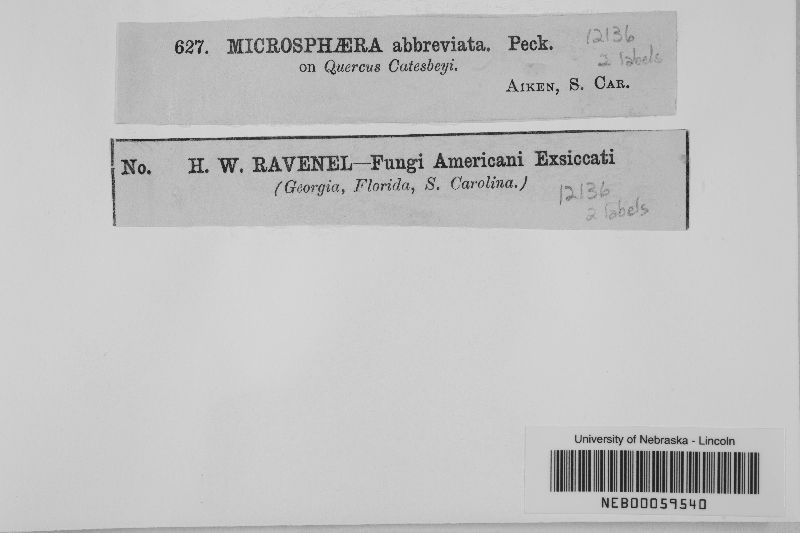 627. MICROSPHÆRA abbreviata. Peck.
12136
on Quercus Catesbeyi.
2 labels
AIKEN, S. CAR.
No. H. W. RAVENEL—Fungi Americani Exsiccati
(Georgia, Florida, S. Carolina.)
12136
2 labels
University of Nebraska - Lincoln
NEB00059540